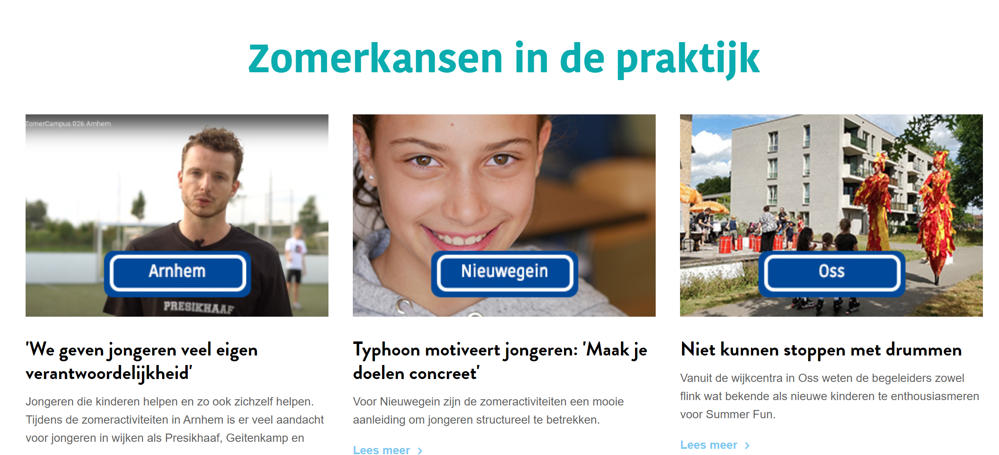 Zomerkansen in de praktijk
ZomerCampus 026 Arnhem
Arnhem
PRESIKHAAF
'We geven jongeren veel eigen
verantwoordelijkheid'
Jongeren die kinderen helpen en zo ook zichzelf helpen.
Tijdens de zomeractiviteiten in Arnhem is er veel aandacht
voor jongeren in wijken als Presikhaaf, Geitenkamp en
Nieuwegein
Typhoon motiveert jongeren: 'Maak je
doelen concreet'
Voor Nieuwegein zijn de zomeractiviteiten een mooie
aanleiding om jongeren structureel te betrekken.
Lees meer
Oss
Niet kunnen stoppen met drummen
Vanuit de wijkcentra in Oss weten de begeleiders zowel
flink wat bekende als nieuwe kinderen te enthousiasmeren
voor Summer Fun.
Lees meer